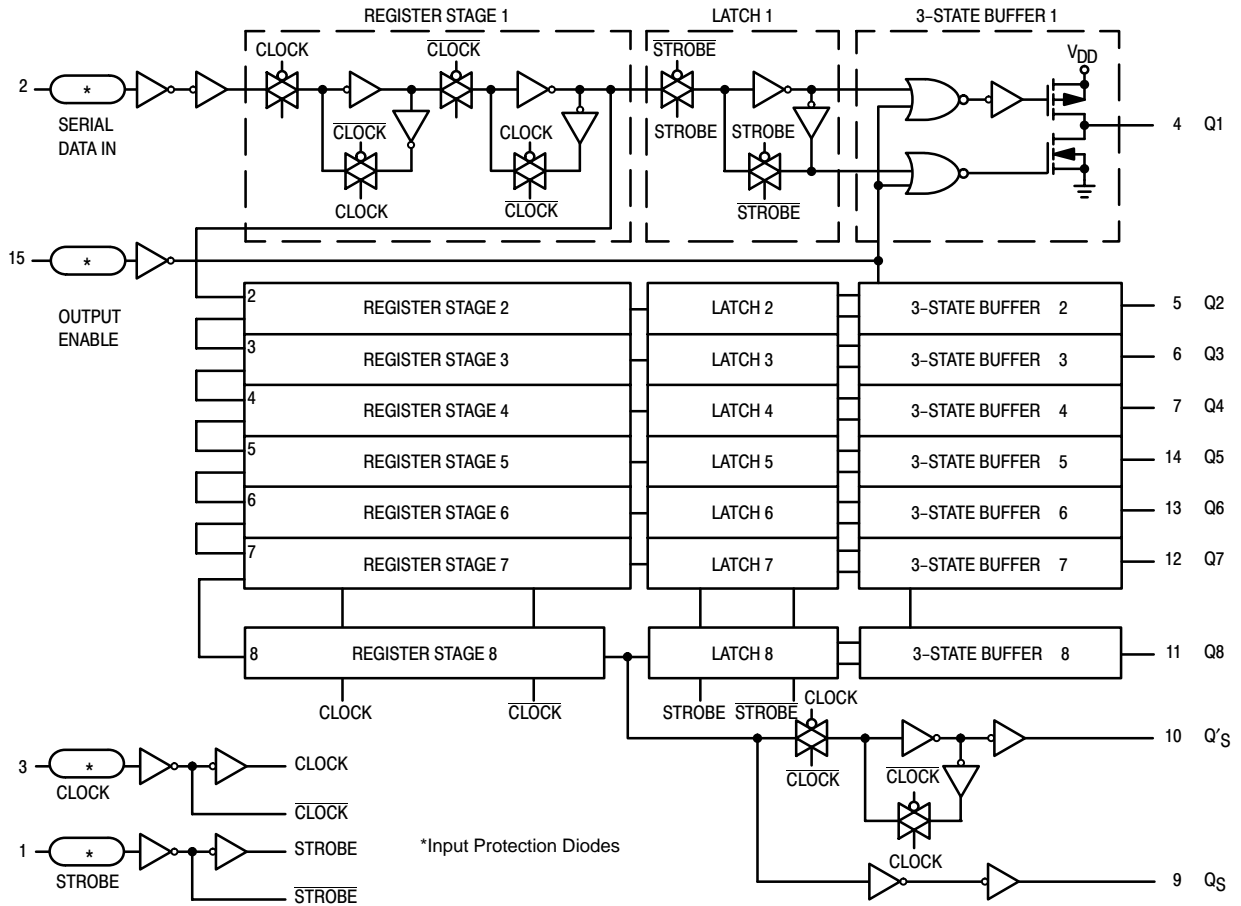 REGISTER STAGE 1
LATCH 1
3–STATE BUFFER 1
CLOCK
CLOCK
STROBE
VDD
2
*
SERIAL
DATA IN
CLOCK
CLOCK
CLOCK
CLOCK
STROBE
STROBE
STROBE
4 Q1
15
*
OUTPUT
ENABLE
2 REGISTER STAGE 2 LATCH 2 3–STATE BUFFER 2 5 Q2
3 REGISTER STAGE 3 LATCH 3 3–STATE BUFFER 3 6 Q3
4 REGISTER STAGE 4 LATCH 4 3–STATE BUFFER 4 7 Q4
5 REGISTER STAGE 5 LATCH 5 3–STATE BUFFER 5 14 Q5
6 REGISTER STAGE 6 LATCH 6 3–STATE BUFFER 6 13 Q6
7 REGISTER STAGE 7 LATCH 7 3–STATE BUFFER 7 12 Q7
8 REGISTER STAGE 8 LATCH 8 3–STATE BUFFER 8 11 Q8
CLOCK
CLOCK
STROBE
STROBE
CLOCK
CLOCK
CLOCK
CLOCK
10 Q′S
9 QS
3
*
CLOCK
CLOCK
CLOCK
1
*
STROBE
STROBE
STROBE
*Input Protection Diodes